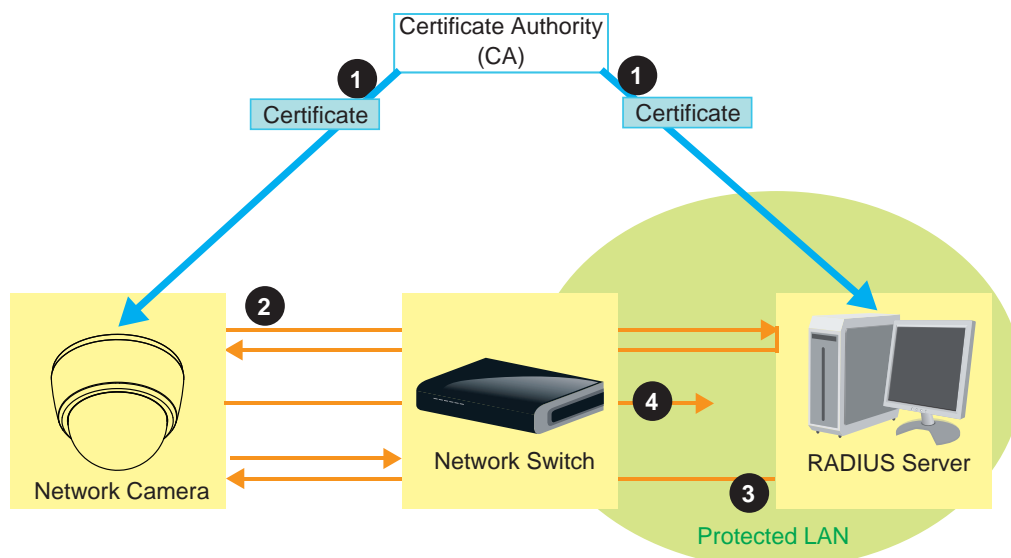 Certificate Authority
(CA)
1
1
Certificate
Certificate
2
4
Network Switch
RADIUS Server
Network Camera
3
Protected LAN